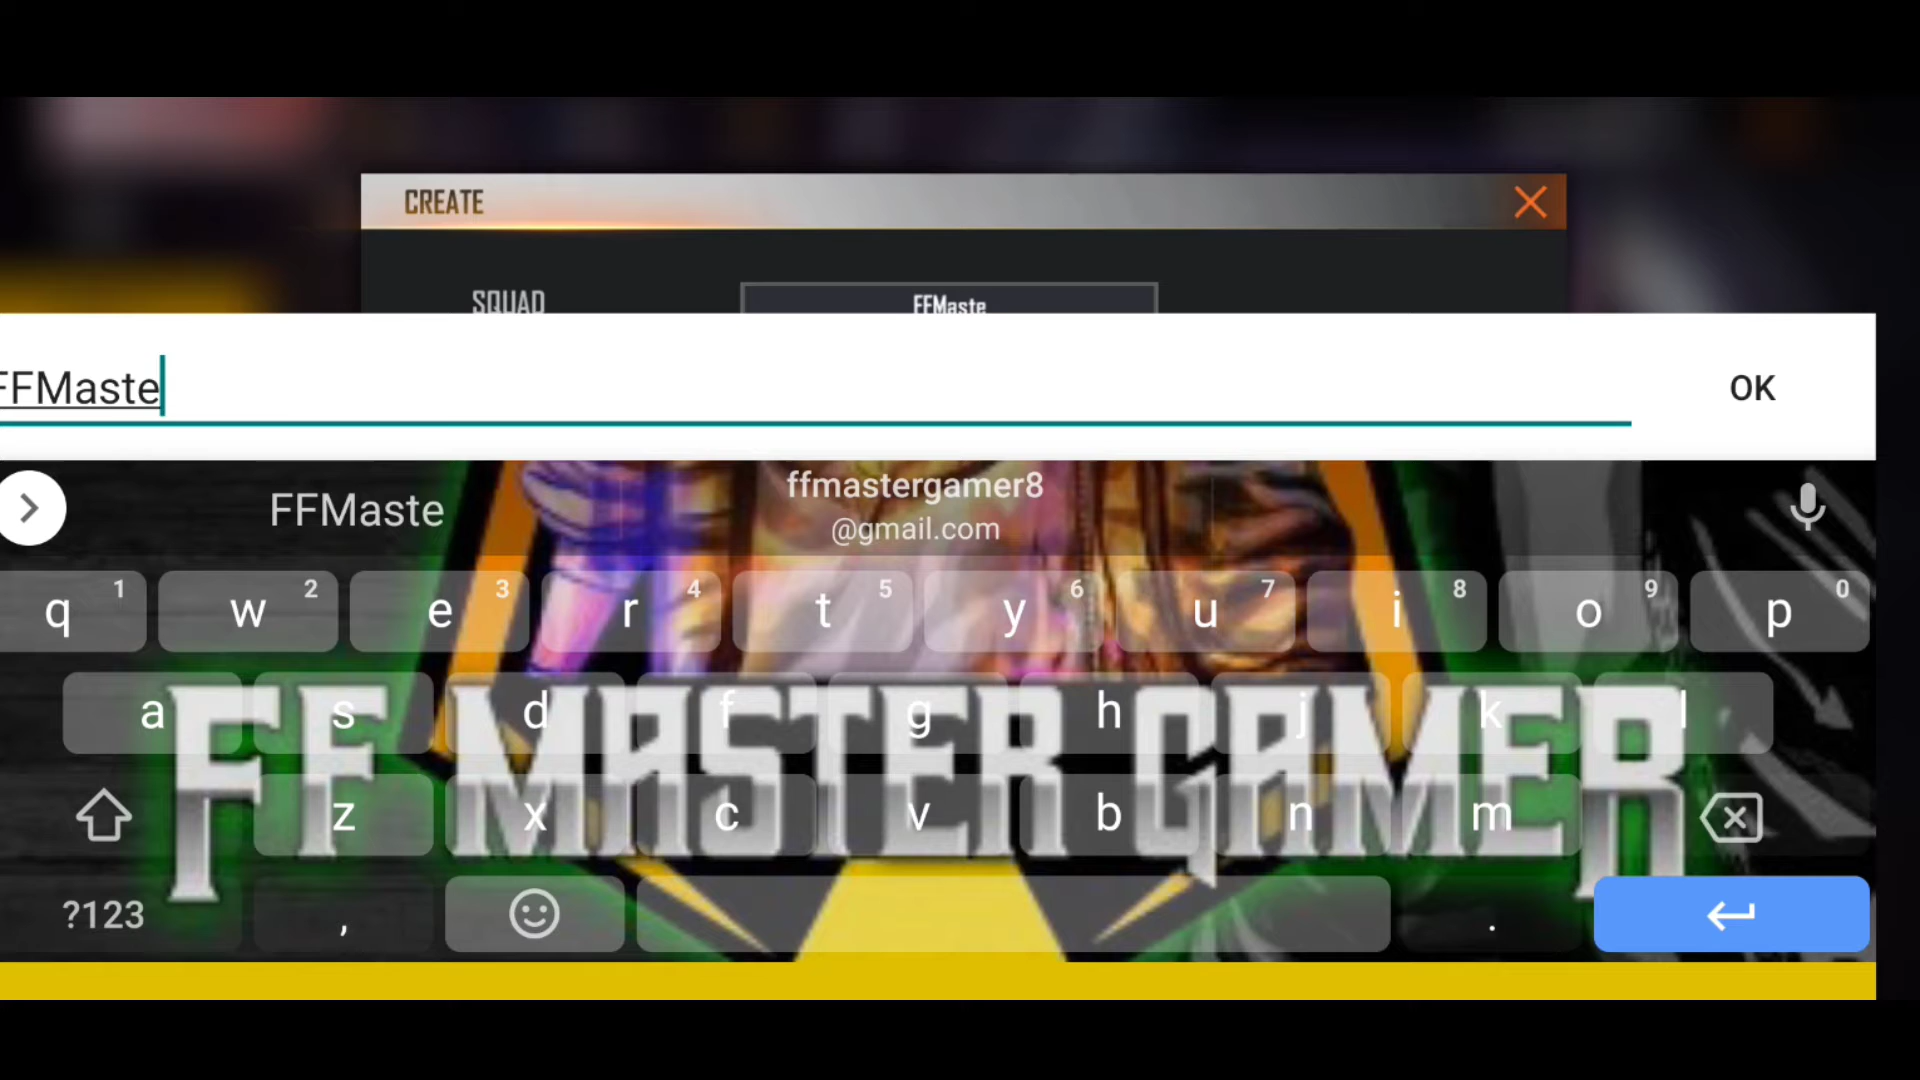 CREATE
SQUAD
FFMaste
FFMaste
OK
FFMaste
ffmastergamer8
@gmail.com
q 1 w 2 e 3 r 4 t 5 y 6 u 7 i 8 o 9 p 0
a s d f g h j k l
FF MASTER GAMER
z x c v b n m
?123 , .